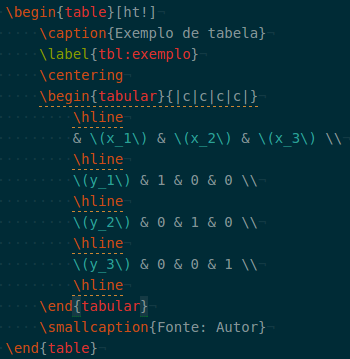 \begin{table}[ht!]
\caption{Exemplo de tabela}
\label{tbl:exemplo}
\centering
\begin{tabular}{|c|c|c|c|}
\hline
& \(x_1\) & \(x_2\) & \(x_3\) \\
\hline
\(y_1\) & 1 & 0 & 0 \\
\hline
\(y_2\) & 0 & 1 & 0 \\
\hline
\(y_3\) & 0 & 0 & 1 \\
\hline
\end{tabular}
\smallcaption{Fonte: Autor}
\end{table}